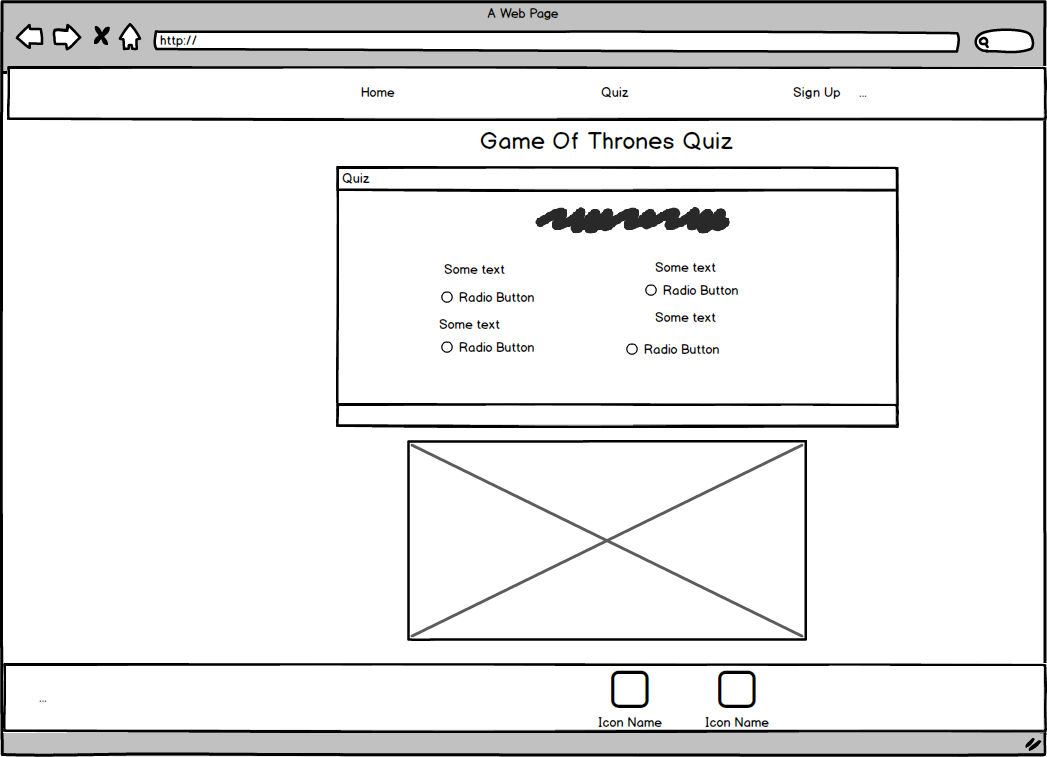 A Web Page
http://
Home Quiz Sign Up ...
Game Of Thrones Quiz
Quiz
Some text Some text
Radio Button Radio Button
Some text Some text
Radio Button Radio Button
...
Icon Name Icon Name